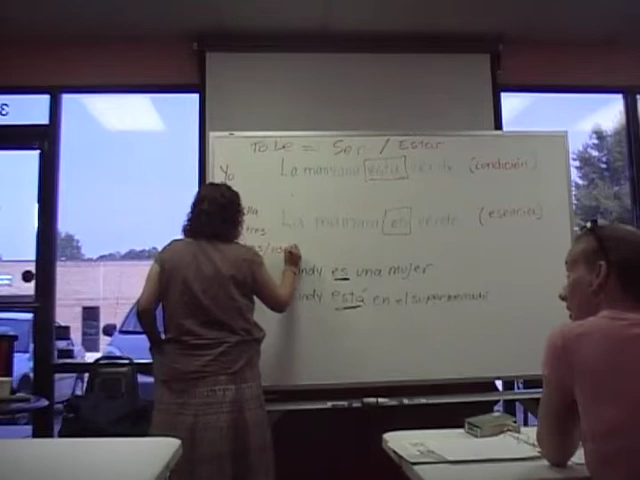 To be = Ser / Estar
Yo
La manzana está verde (condición)
La manzana es verde (esencia)
es una mujer
está en el supermercado